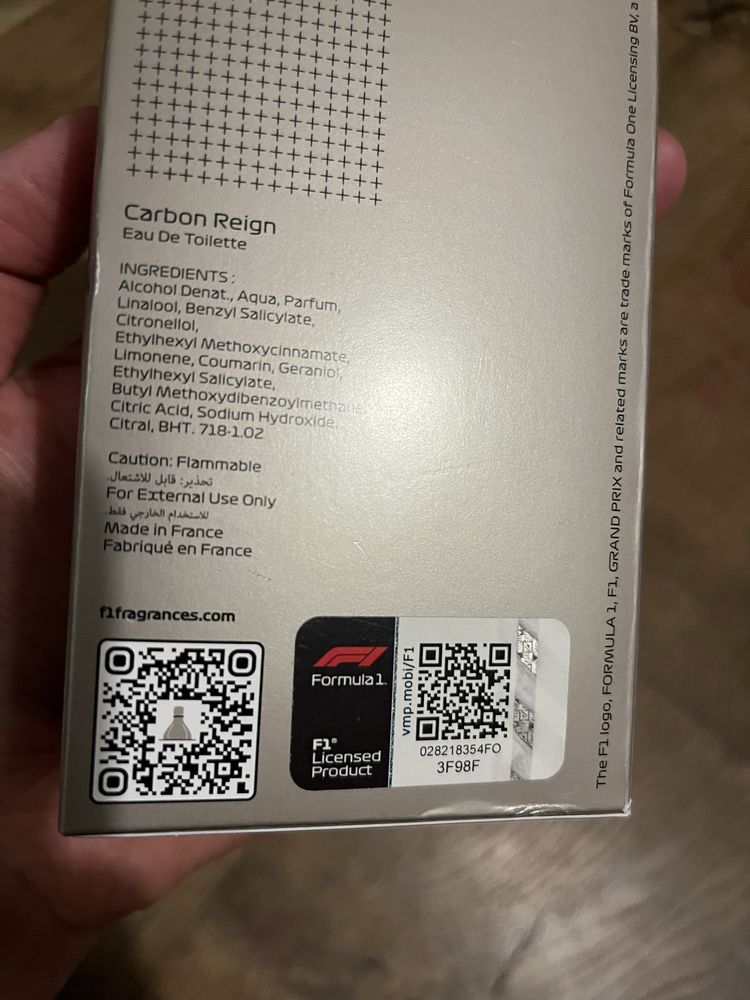 Carbon Reign
Eau De Toilette
INGREDIENTS :
Alcohol Denat., Aqua, Parfum,
Linalool, Benzyl Salicylate,
Citronellol,
Ethylhexyl Methoxycinnamate,
Limonene, Coumarin, Geraniol,
Ethylhexyl Salicylate,
Butyl Methoxydibenzoylmethane,
Citric Acid, Sodium Hydroxide,
Citral, BHT. 718-1.02
Caution: Flammable
تحذير: قابل للاشتعال.
For External Use Only
للاستخدام الخارجي فقط.
Made in France
Fabriqué en France
f1fragrances.com
Formula 1.
F1®
Licensed
Product
vmp.mobi/F1
028218354FO
3F98F
The F1 logo, FORMULA 1, F1, GRAND PRIX and related marks are trade marks of Formula One Licensing BV, a